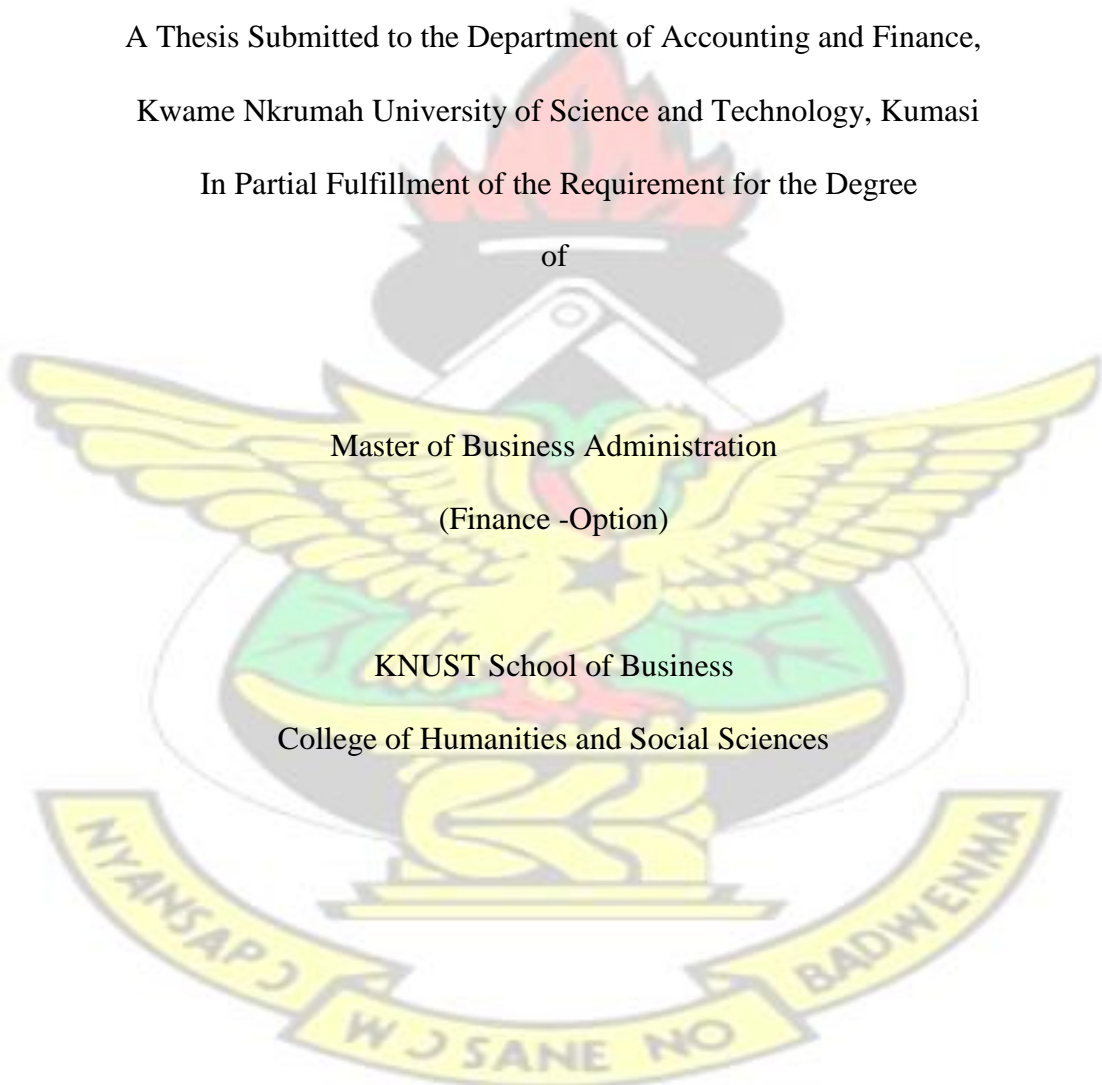 A Thesis Submitted to the Department of Accounting and Finance,
Kwame Nkrumah University of Science and Technology, Kumasi
In Partial Fulfillment of the Requirement for the Degree
of
Master of Business Administration
(Finance -Option)
KNUST School of Business
College of Humanities and Social Sciences
NYANSAPƆ WƆSANE NO BADWENMA